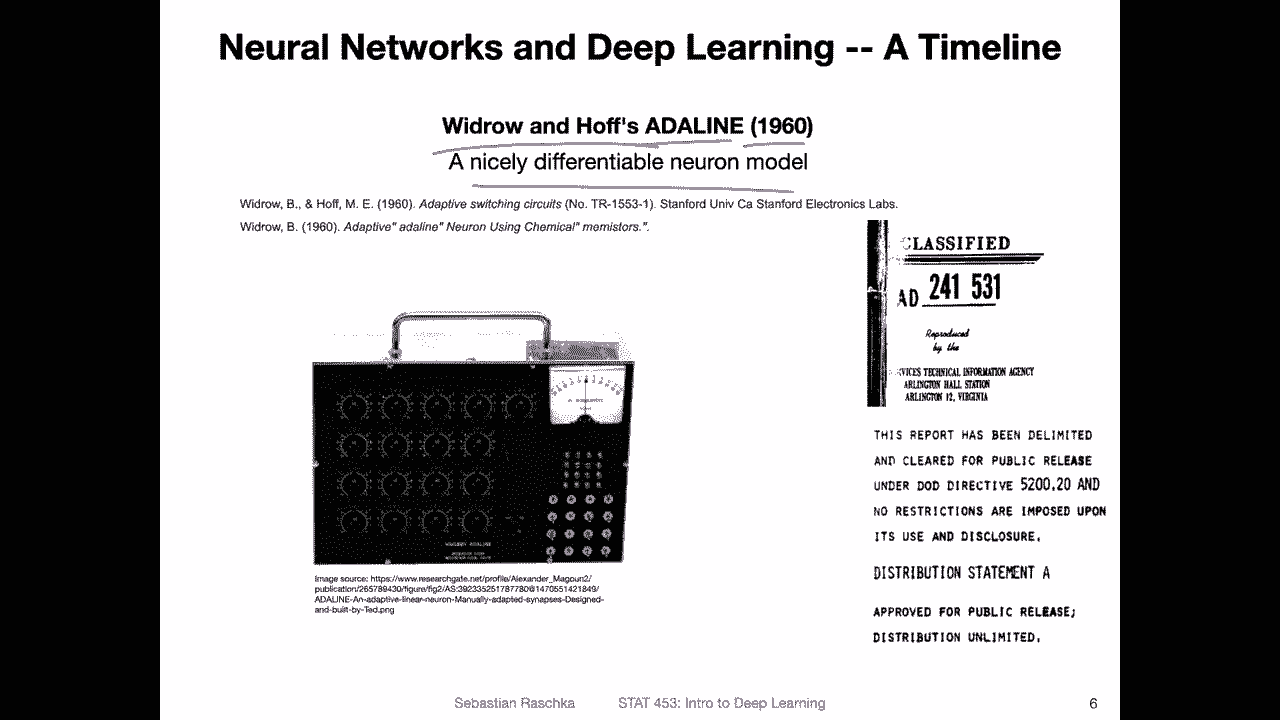 Neural Networks and Deep Learning -- A Timeline
Widrow and Hoff's ADALINE (1960)
A nicely differentiable neuron model
Widrow, B., & Hoff, M. E. (1960). Adaptive switching circuits (No. TR-1553-1). Stanford Univ Ca Stanford Electronics Labs.
Widrow, B. (1960). Adaptive" adaline" Neuron Using Chemical" memistors.".
CLASSIFIED
AD 241 531
Reproduced
by the
VICES TECHNICAL INFORMATION AGENCY
ARLINGTON HALL STATION
ARLINGTON 12, VIRGINIA
THIS REPORT HAS BEEN DELIMITED
AND CLEARED FOR PUBLIC RELEASE
UNDER DOD DIRECTIVE 5200.20 AND
NO RESTRICTIONS ARE IMPOSED UPON
ITS USE AND DISCLOSURE.
DISTRIBUTION STATEMENT A
APPROVED FOR PUBLIC RELEASE;
DISTRIBUTION UNLIMITED.
Image source: https://www.researchgate.net/profile/Alexander_Magoun2/
publication/265789430/figure/fig2/AS:392335251787780@1470551421849/
ADALINE-An-adaptive-linear-neuron-Manually-adapted-synapses-Designed-
and-built-by-Ted.png
Sebastian Raschka STAT 453: Intro to Deep Learning 6